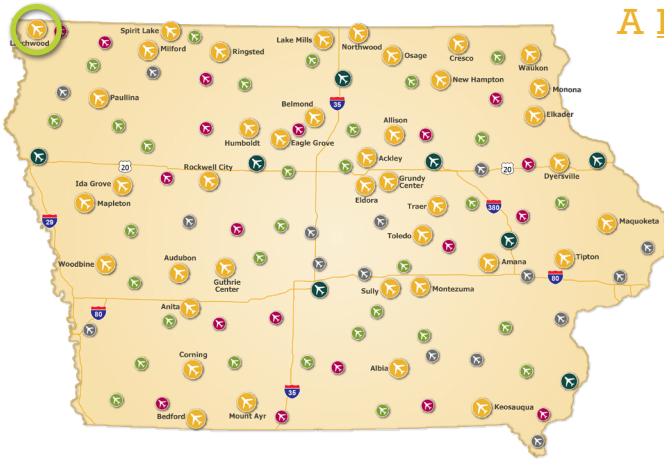 A
Larchwood
Spirit Lake
Milford
Ringsted
Lake Mills
Northwood
Osage
Cresco
Waukon
New Hampton
Monona
Paullina
Belmond
Elkader
Allison
Humboldt
Eagle Grove
35
Ackley
20
20
Dyersville
Rockwell City
Ida Grove
Mapleton
Grundy
Center
Eldora
Traer
380
29
Maquoketa
Toledo
Woodbine
Audubon
Guthrie
Center
Amana
Tipton
80
Sully
Montezuma
Anita
80
Corning
Albia
35
Bedford
Mount Ayr
Keosauqua